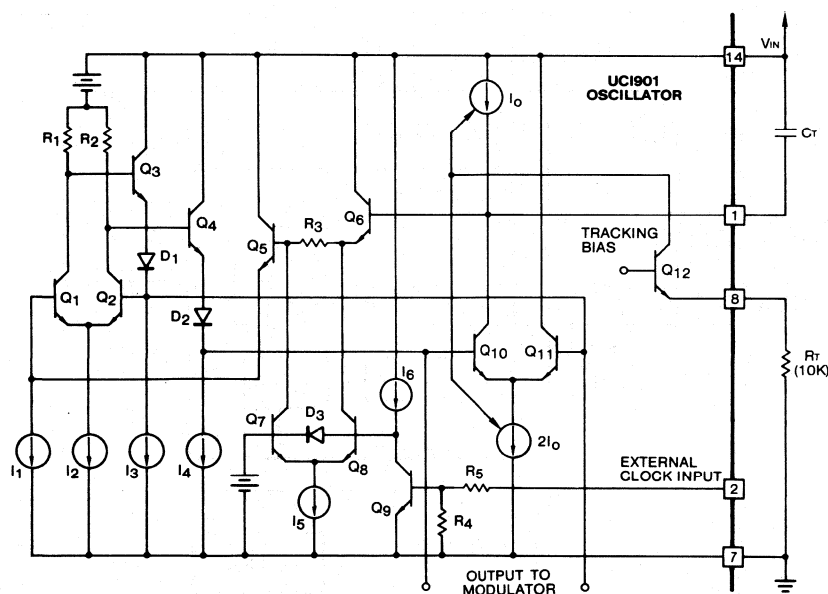 VIN
14
UC1901
OSCILLATOR
IO
CT
R1
R2
Q3
Q4
Q5
R3
Q6
1
TRACKING
BIAS
Q12
D1
8
Q1
Q2
D2
Q10
Q11
RT
(10K)
I6
Q7
D3
Q8
2IO
I1
I2
I3
I4
EXTERNAL
CLOCK INPUT
R5
2
I5
Q9
R4
7
OUTPUT TO
MODULATOR